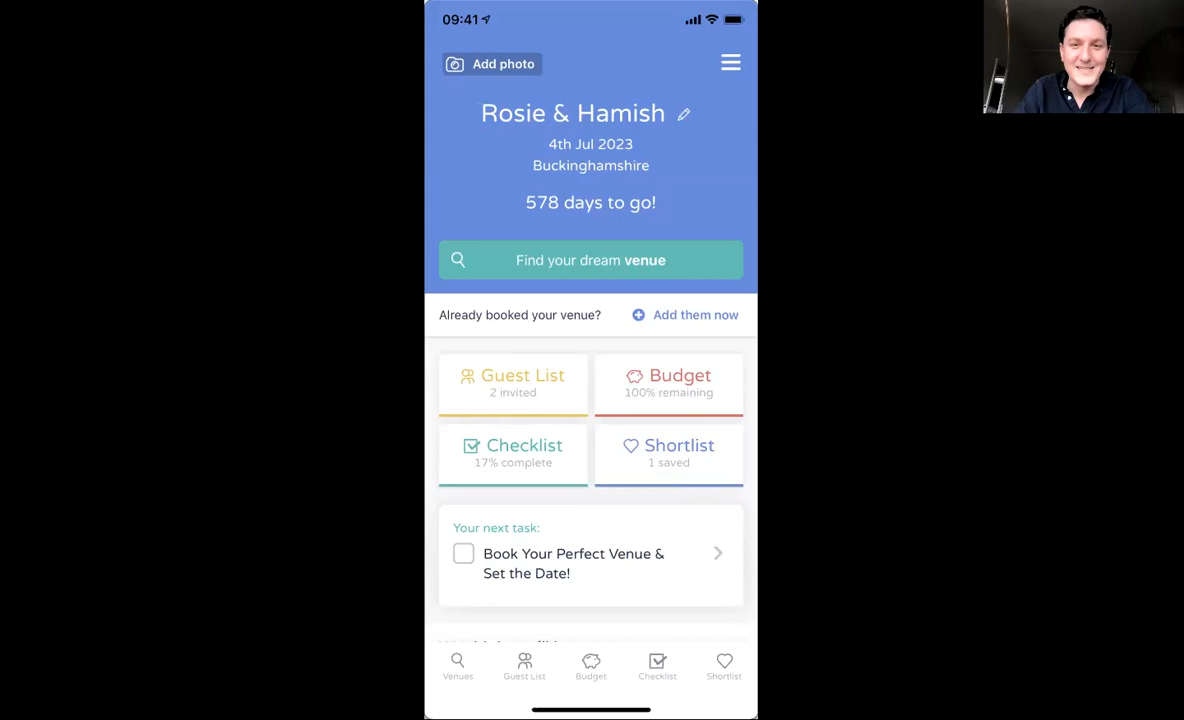 09:41
Add photo
Rosie & Hamish
4th Jul 2023
Buckinghamshire
578 days to go!
Find your dream venue
Already booked your venue?
Add them now
Guest List
2 invited
Budget
100% remaining
Checklist
17% complete
Shortlist
1 saved
Your next task:
Book Your Perfect Venue &
Set the Date!
Venues
Guest List
Budget
Checklist
Shortlist